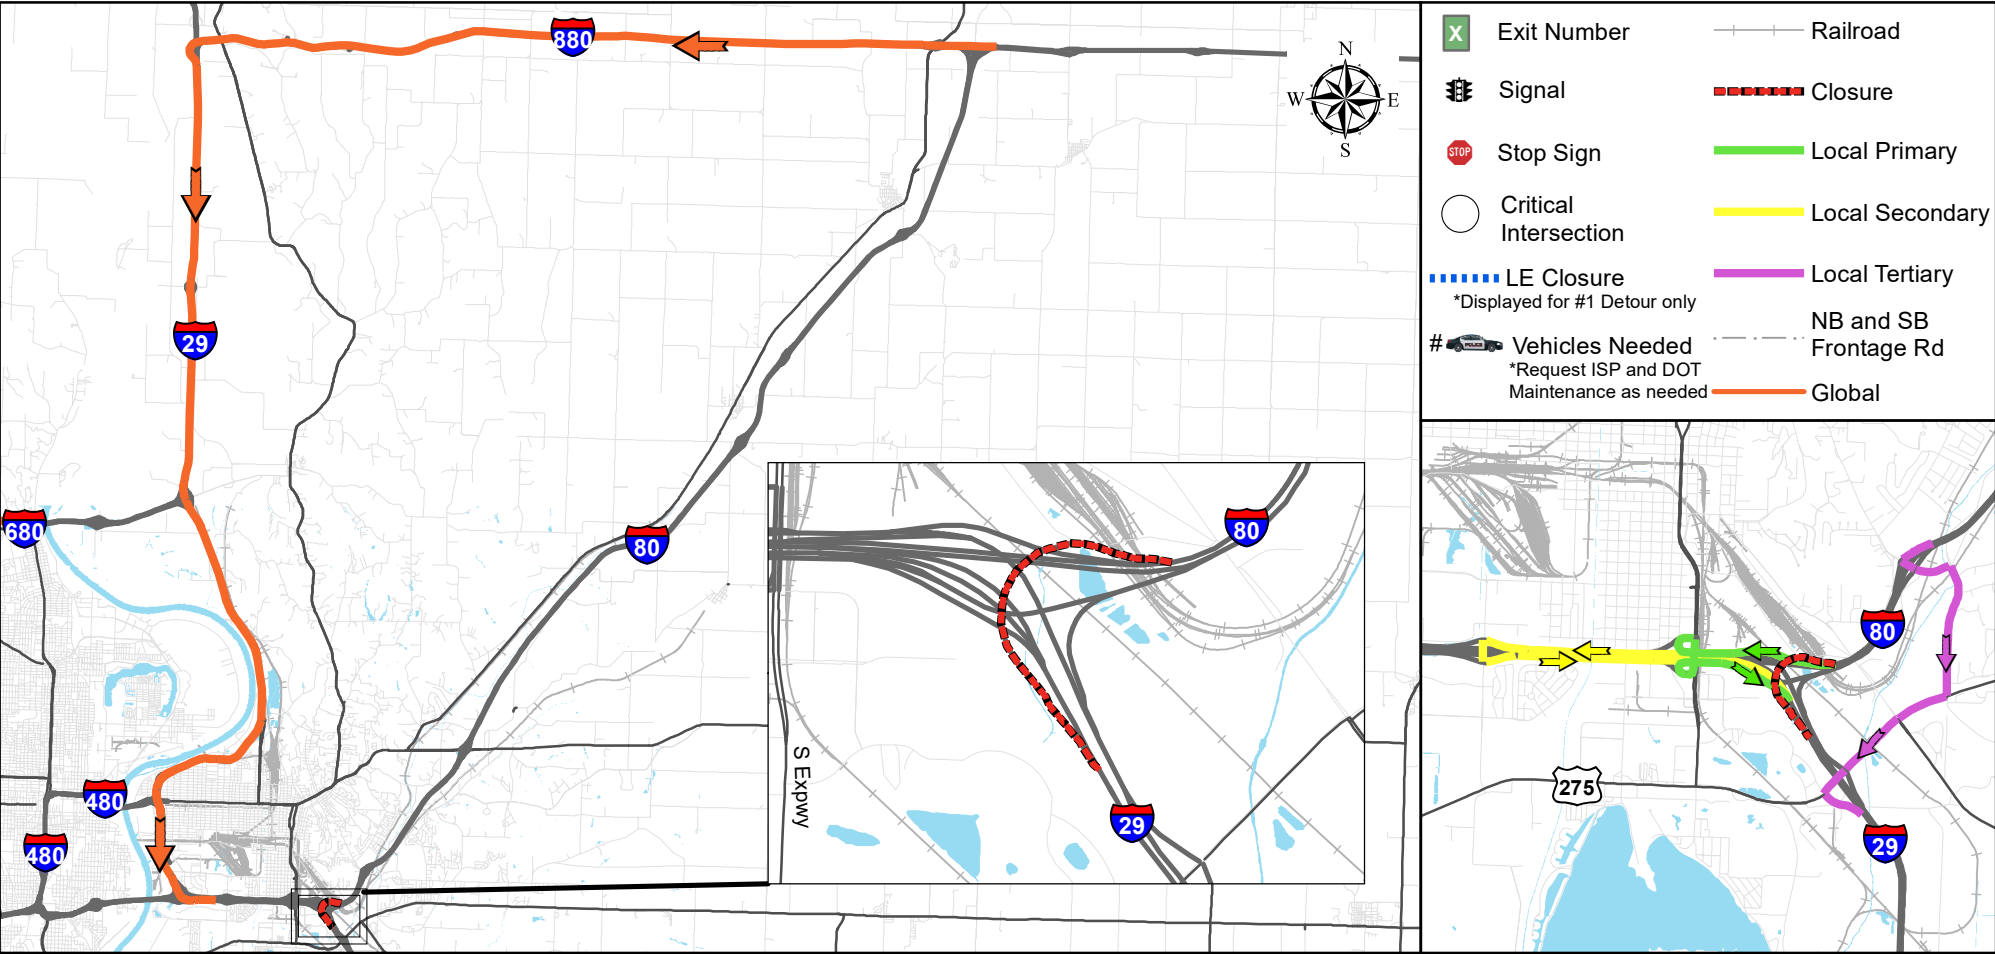 880
N
W
E
S
29
680
80
480
480
80
29
S Expwy
X
Exit Number
Signal
STOP
Stop Sign
Critical
Intersection
LE Closure
*Displayed for #1 Detour only
#
POLICE
Vehicles Needed
*Request ISP and DOT
Maintenance as needed
Railroad
Closure
Local Primary
Local Secondary
Local Tertiary
NB and SB
Frontage Rd
Global
80
275
29